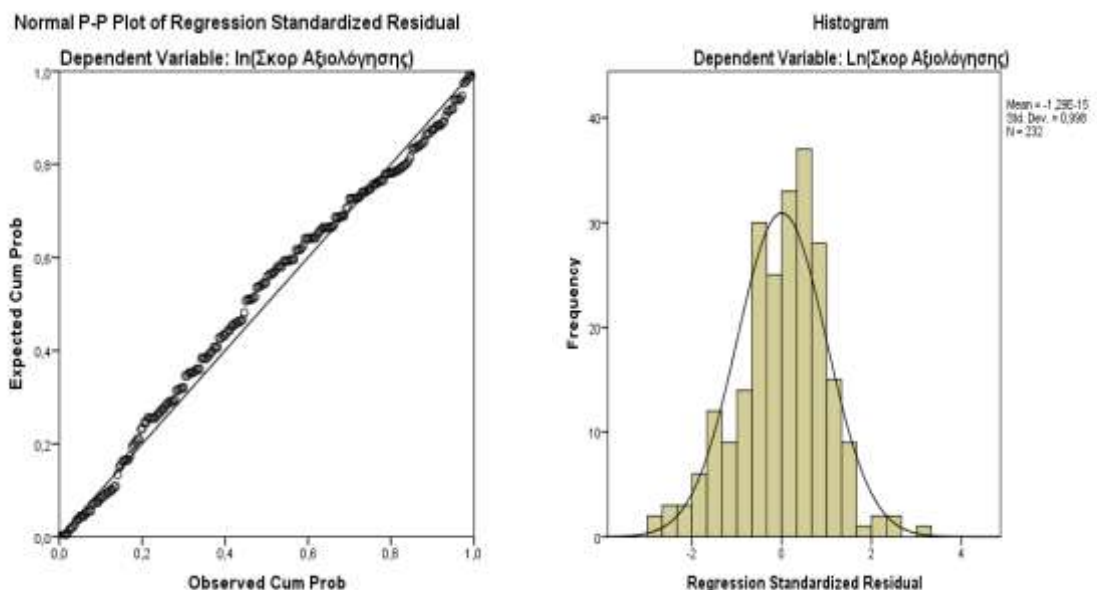 Normal P-P Plot of Regression Standardized Residual
Dependent Variable: ln(Σκορ Αξιολόγησης)
1,0
0,8
0,6
0,4
0,2
0,0
Expected Cum Prob
0,0 0,2 0,4 0,6 0,8 1,0
Observed Cum Prob
Histogram
Dependent Variable: Ln(Σκορ Αξιολόγησης)
Mean = -1,29E-15
Std. Dev. = 0,998
N = 232
40
30
20
10
0
Frequency
-2 0 2 4
Regression Standardized Residual